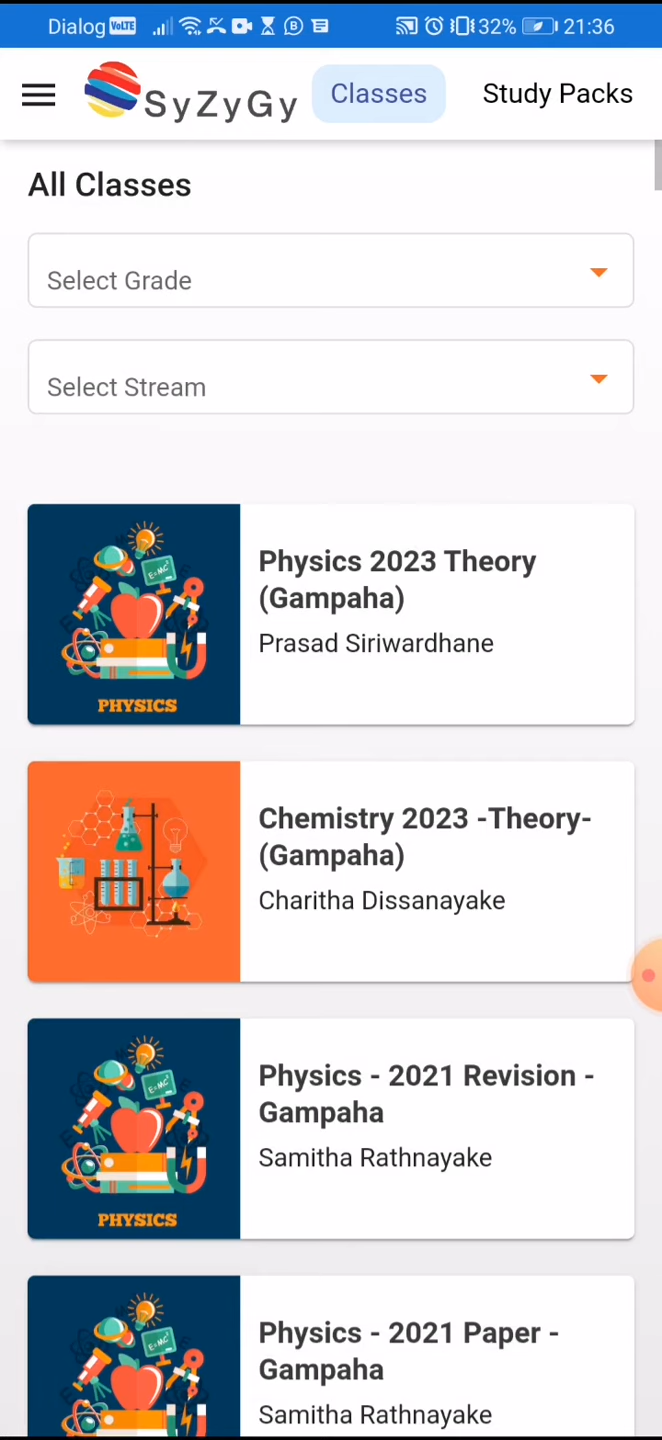 Dialog VoLTE 32% 21:36
SyZyGy Classes Study Packs
All Classes
Select Grade
Select Stream
Physics 2023 Theory
(Gampaha)
Prasad Siriwardhane
PHYSICS
Chemistry 2023 -Theory-
(Gampaha)
Charitha Dissanayake
Physics - 2021 Revision -
Gampaha
Samitha Rathnayake
PHYSICS
Physics - 2021 Paper -
Gampaha
Samitha Rathnayake